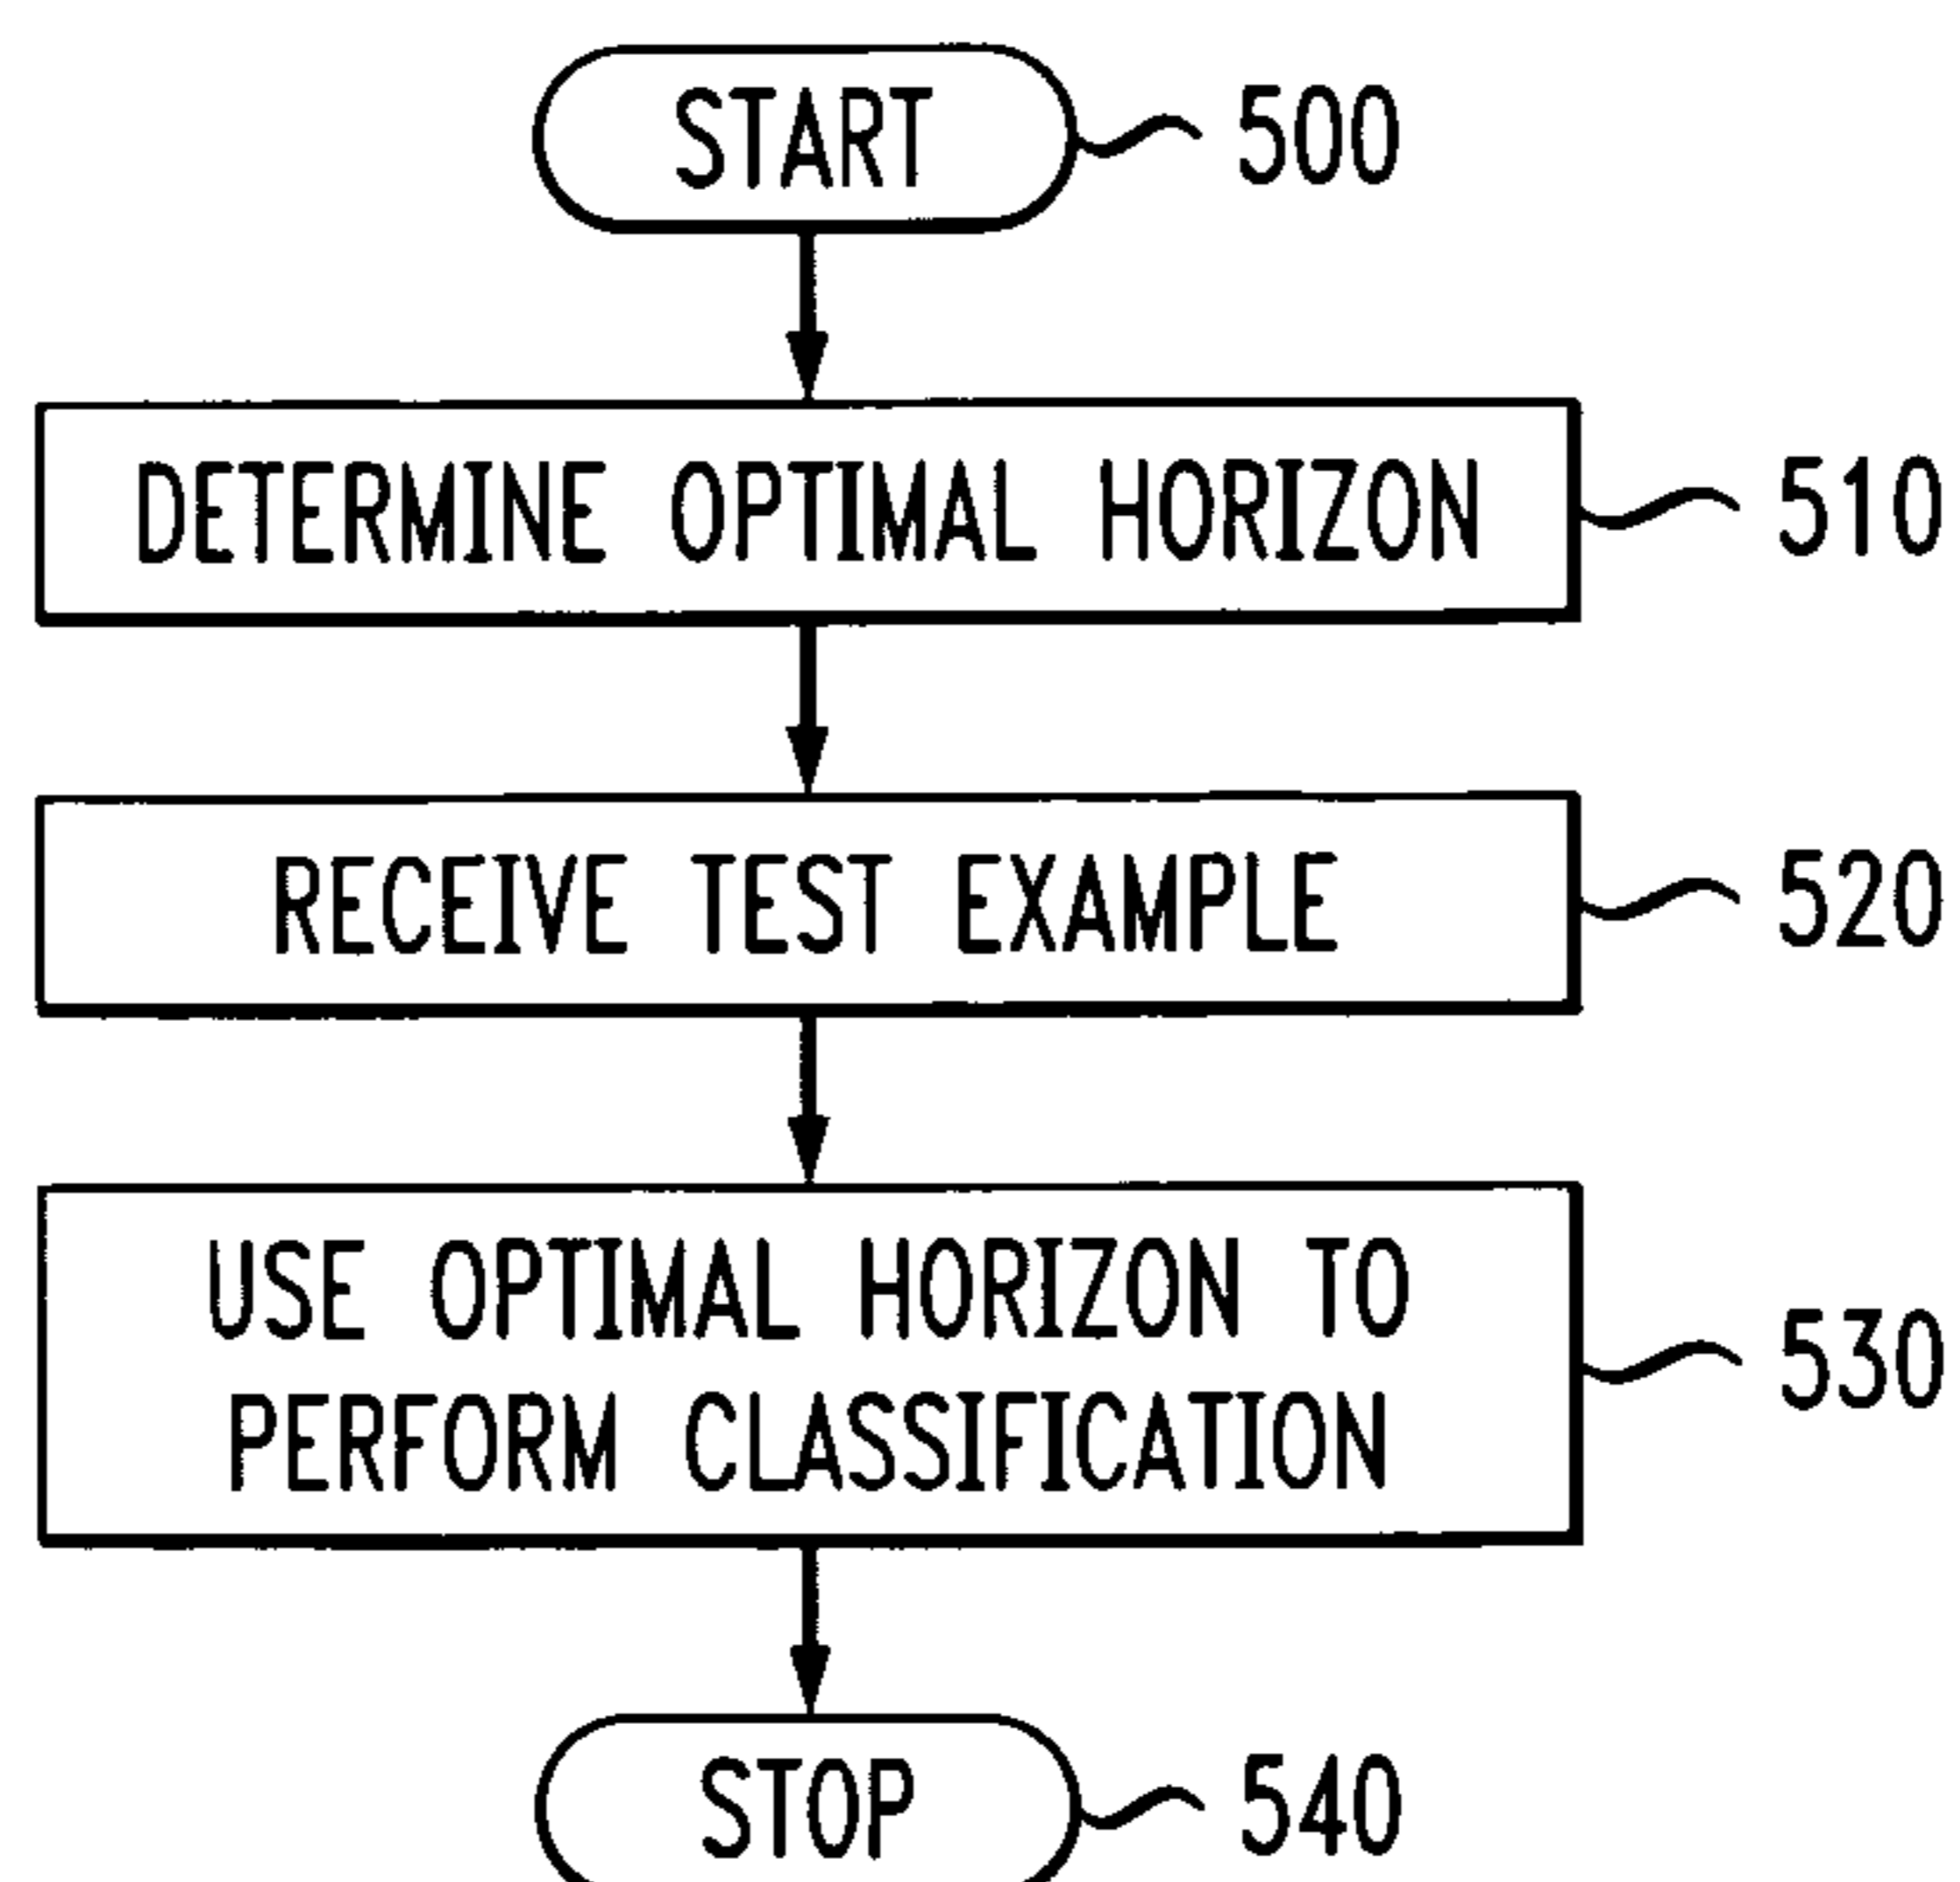 START 500
DETERMINE OPTIMAL HORIZON 510
RECEIVE TEST EXAMPLE 520
USE OPTIMAL HORIZON TO
PERFORM CLASSIFICATION
530
STOP 540